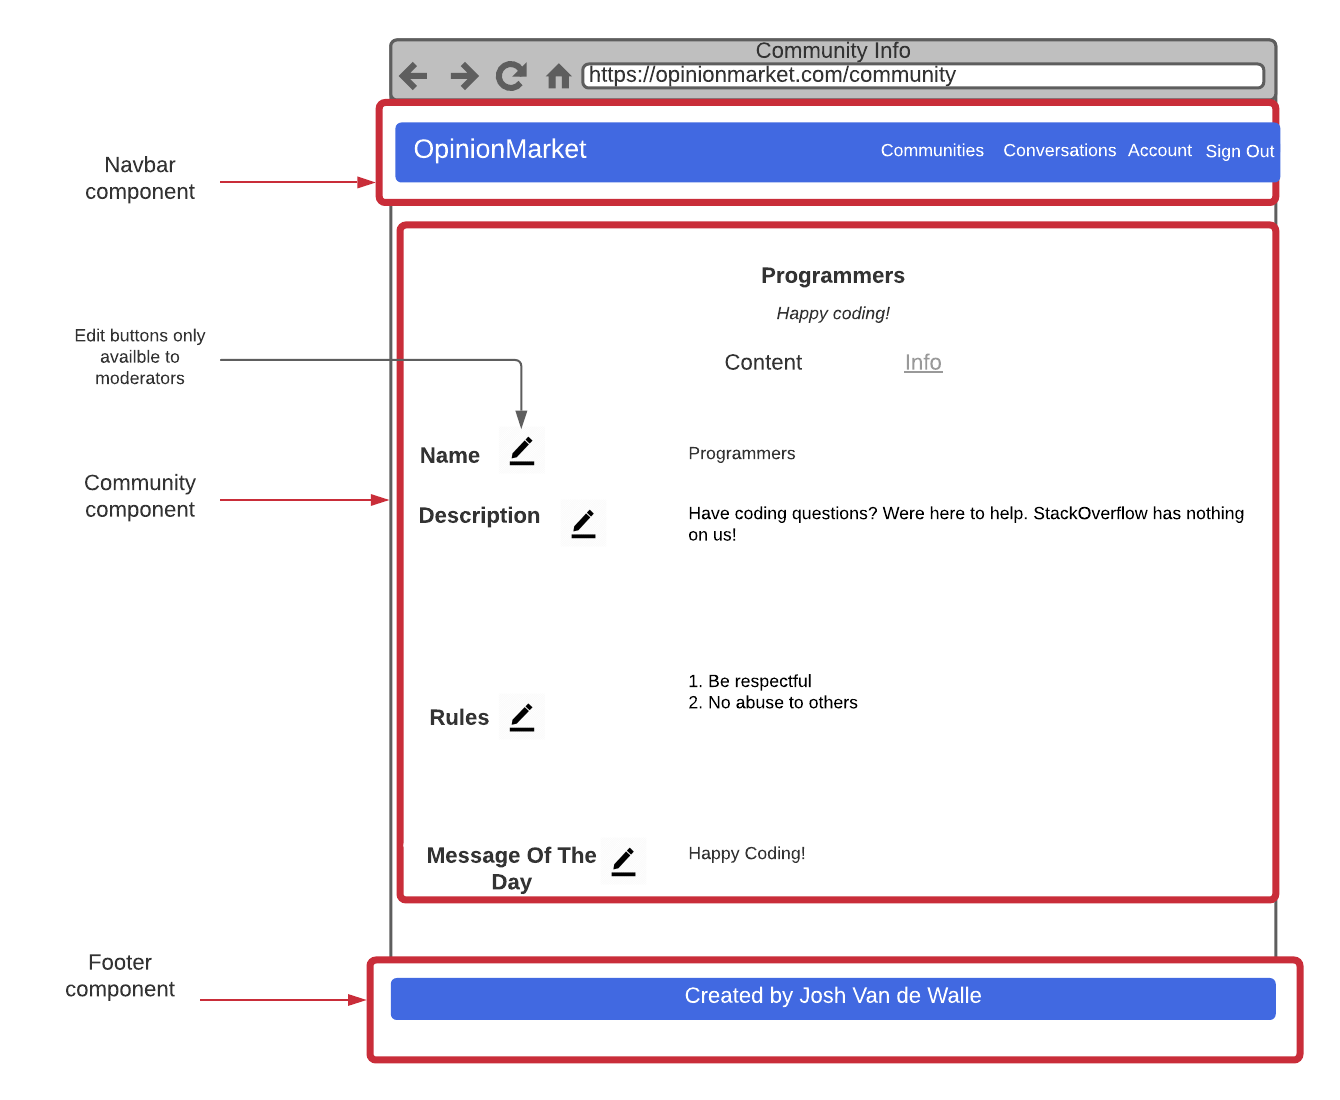 Community Info
https://opinionmarket.com/community
OpinionMarket
Communities
Conversations
Account
Sign Out
Navbar
component
Programmers
Happy coding!
Edit buttons only
availble to
moderators
Content
Info
Name
Programmers
Community
component
Description
Have coding questions? Were here to help. StackOverflow has nothing
on us!
Rules
1. Be respectful
2. No abuse to others
Message Of The
Day
Happy Coding!
Footer
component
Created by Josh Van de Walle